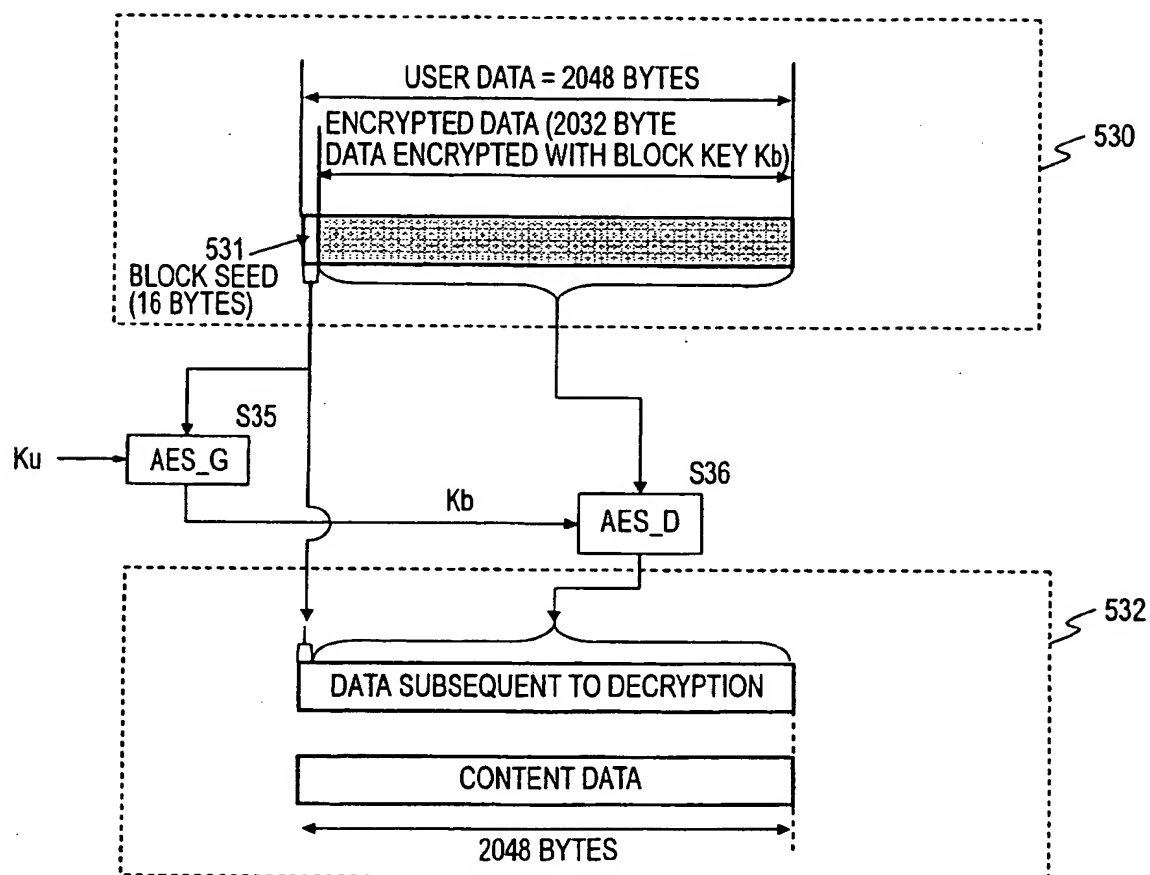 USER DATA = 2048 BYTES
ENCRYPTED DATA (2032 BYTE
DATA ENCRYPTED WITH BLOCK KEY Kb)
530
531
BLOCK SEED
(16 BYTES)
S35
Ku
AES_G
S36
Kb
AES_D
532
DATA SUBSEQUENT TO DECRYPTION
CONTENT DATA
2048 BYTES